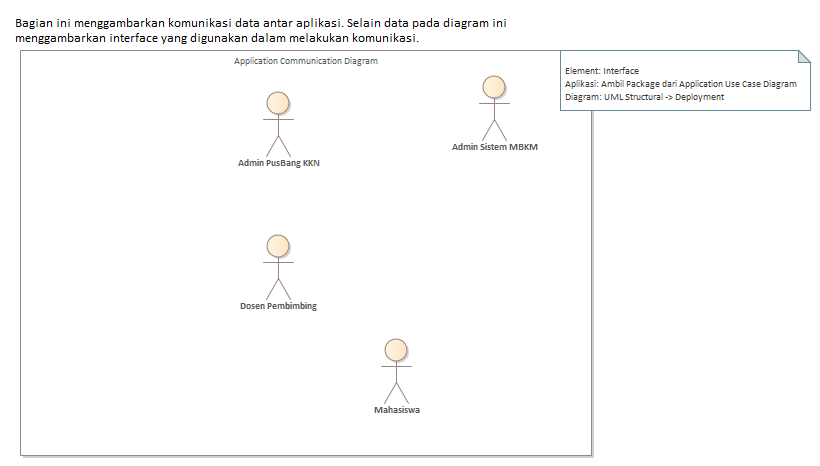 Bagian ini menggambarkan komunikasi data antar aplikasi. Selain data pada diagram ini
menggambarkan interface yang digunakan dalam melakukan komunikasi.
Application Communication Diagram
Element: Interface
Aplikasi: Ambil Package dari Application Use Case Diagram
Diagram: UML Structural -> Deployment
Admin Sistem MBKM
Admin PusBang KKN
Dosen Pembimbing
Mahasiswa